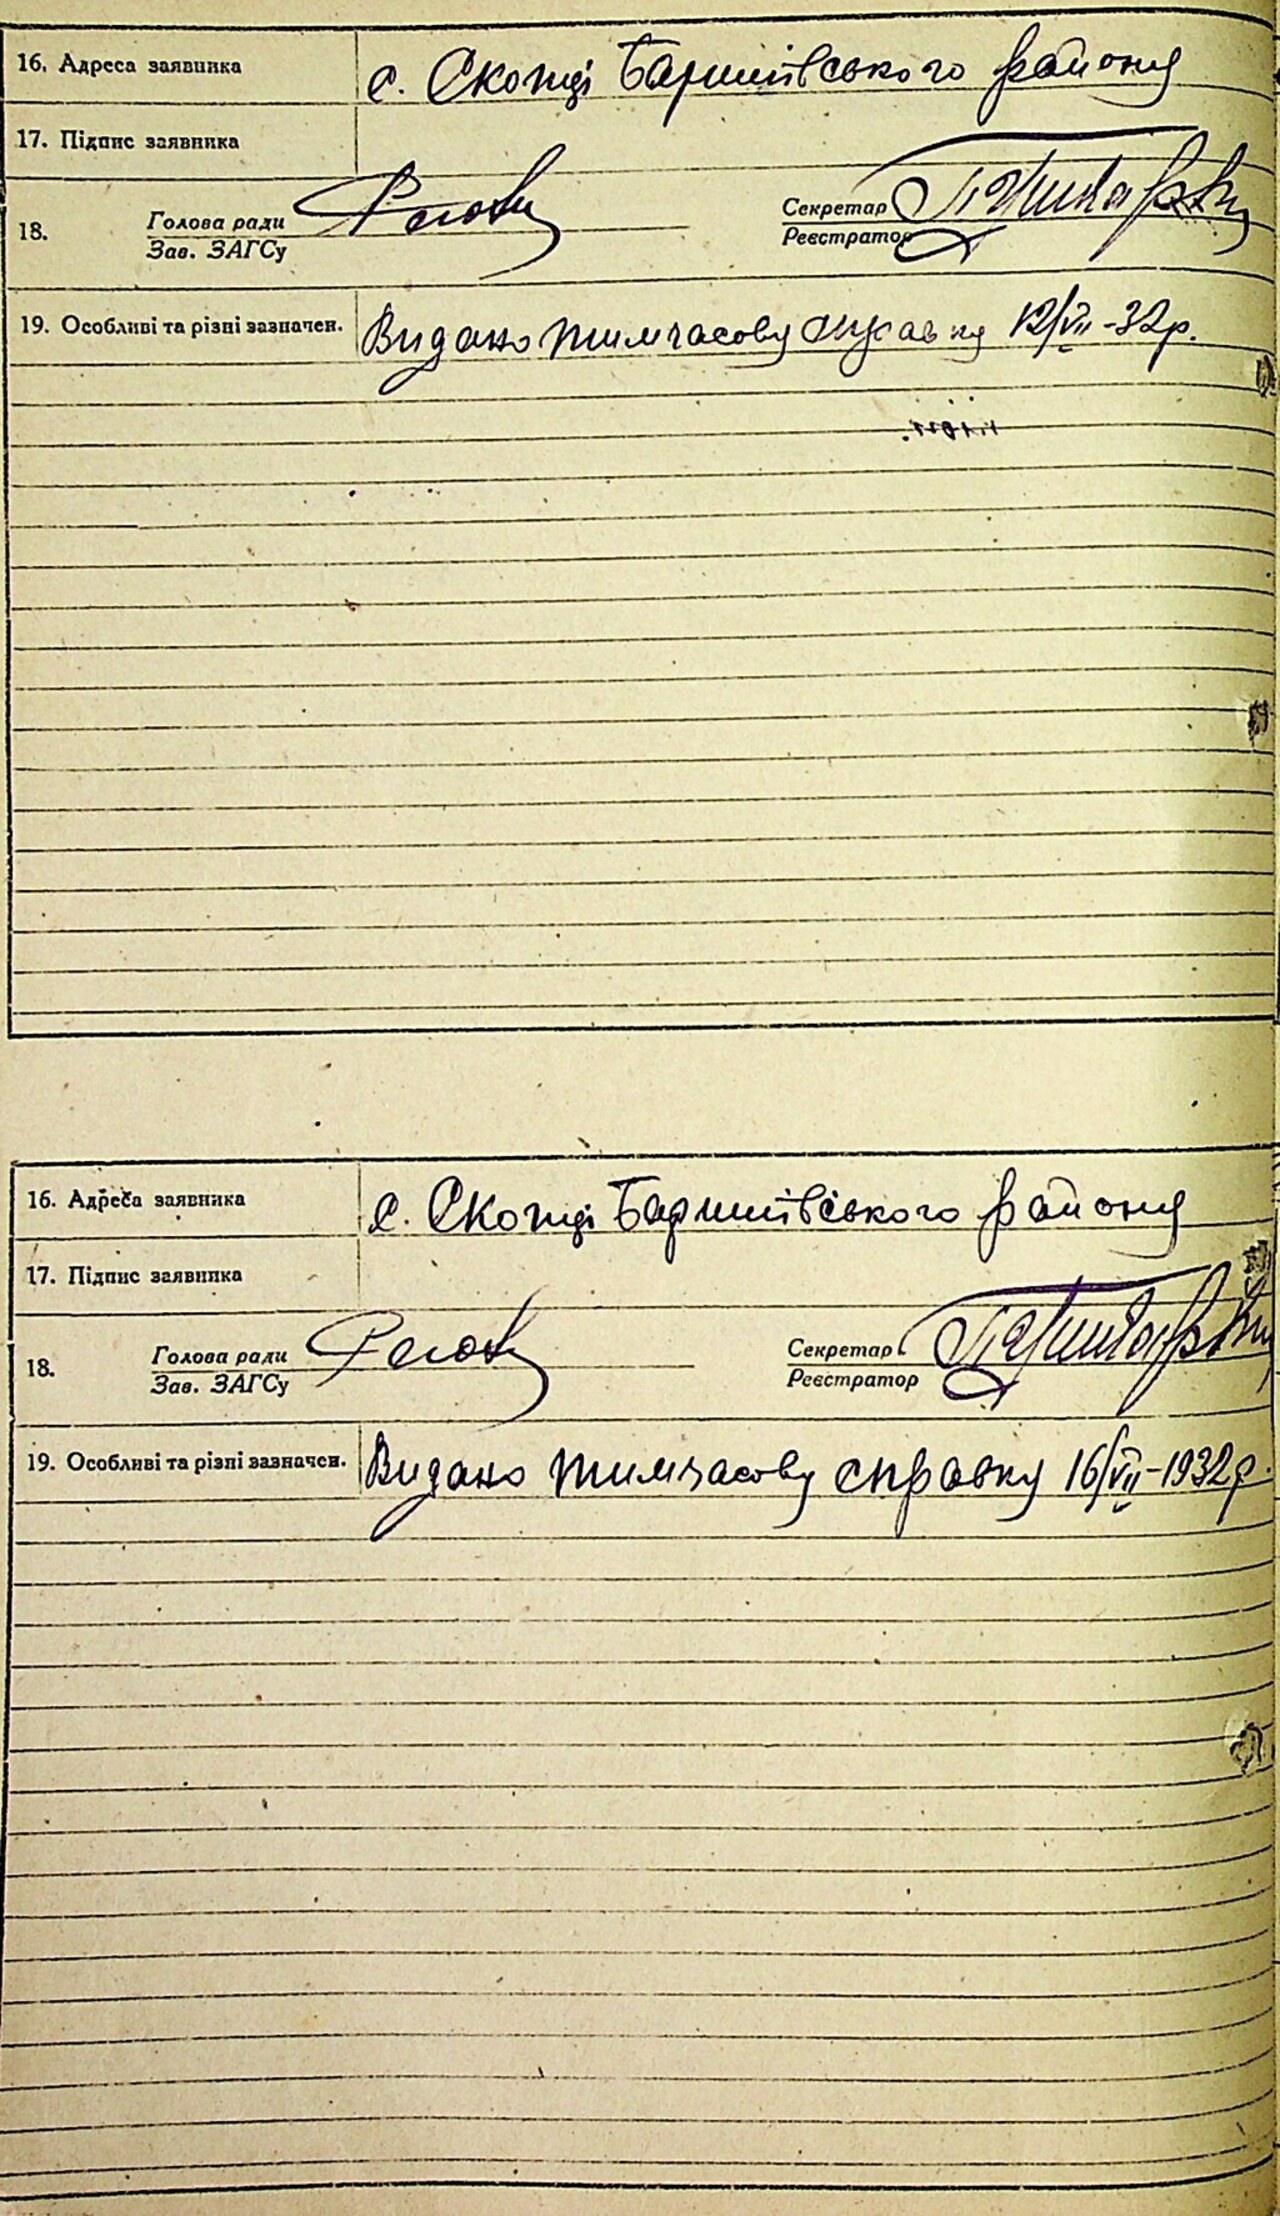 16. Адреса заявника с. Скопці Баришівського району
17. Підпис заявника
18. Голова ради Секретар
Зав. ЗАГСу Реєстратор
19. Особливі та різні зазначен. Видано тимчасову справку 12/VII-32р.
16. Адреса заявника с. Скопці Баришівського району
17. Підпис заявника
18. Голова ради Секретар
Зав. ЗАГСу Реєстратор
19. Особливі та різні зазначен. Видано тимчасову справку 16/VII-1932р.